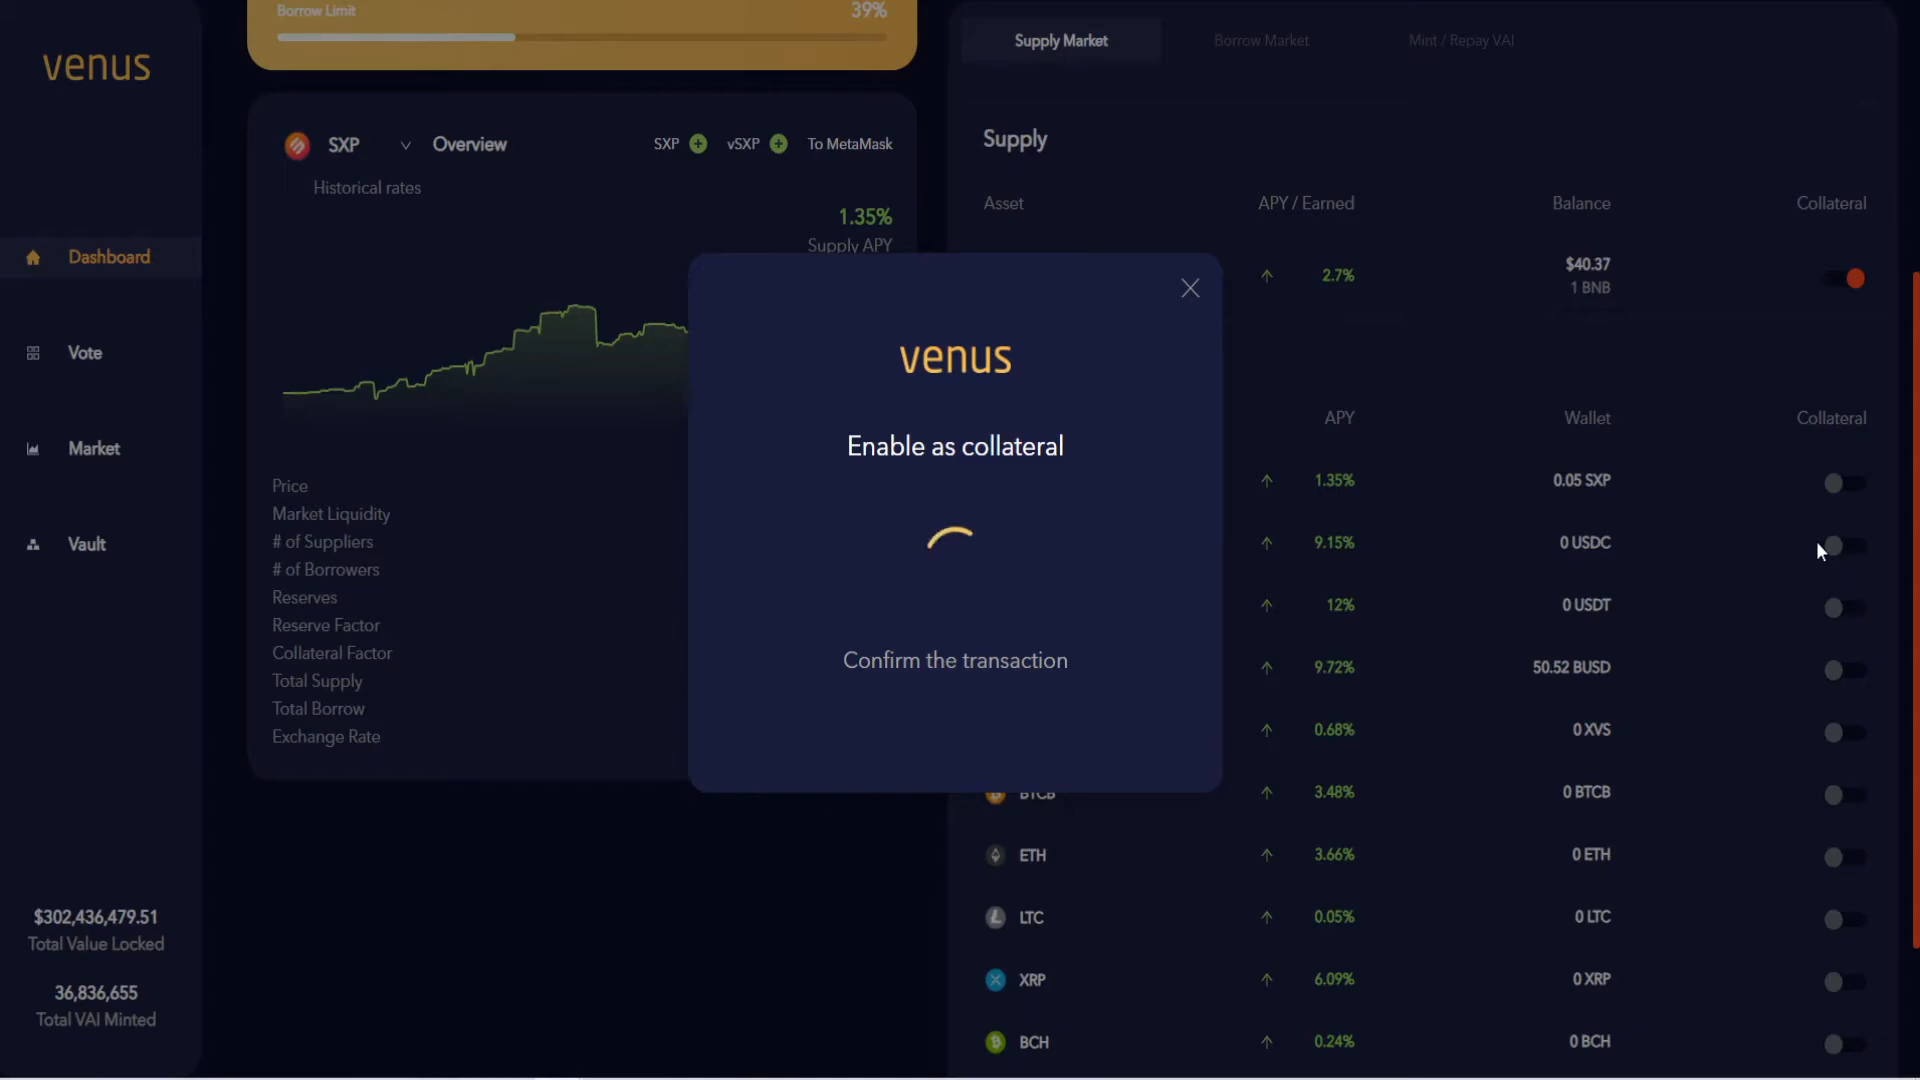 venus
Dashboard
Vote
Market
Vault
$302,436,479.51
Total Value Locked
36,836,655
Total VAI Minted
Borrow Limit 39%
SXP Overview SXP vSXP To MetaMask
Historical rates
1.35%
Supply APY
Price
Market Liquidity
# of Suppliers
# of Borrowers
Reserves
Reserve Factor
Collateral Factor
Total Supply
Total Borrow
Exchange Rate
venus
Enable as collateral
Confirm the transaction
Supply Market Borrow Market Mint / Repay VAI
Supply
Asset APY / Earned Balance Collateral
2.7% $40.37
1 BNB
APY Wallet Collateral
1.35% 0.05 SXP
9.15% 0 USDC
12% 0 USDT
9.72% 50.52 BUSD
0.68% 0 XVS
BTCB 3.48% 0 BTCB
ETH 3.66% 0 ETH
LTC 0.05% 0 LTC
XRP 6.09% 0 XRP
BCH 0.24% 0 BCH